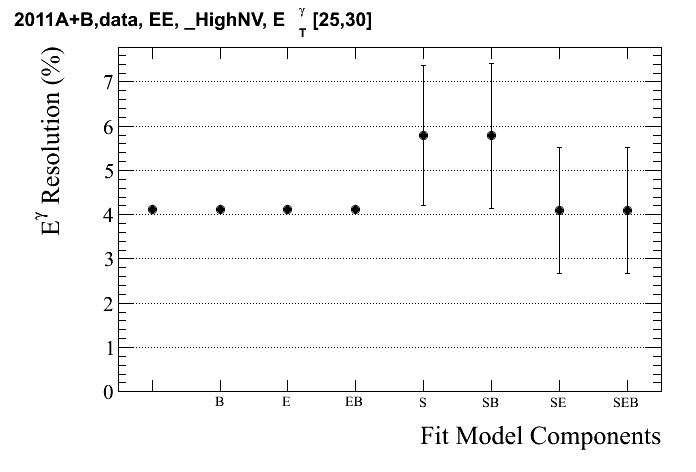 2011A+B,data, EE, _HighNV, E_T^γ [25,30]
E^γ Resolution (%)
7
6
5
4
3
2
1
0
B E EB S SB SE SEB
Fit Model Components